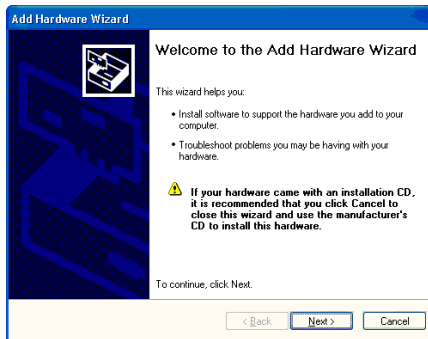 Add Hardware Wizard
Welcome to the Add Hardware Wizard
This wizard helps you:
• Install software to support the hardware you add to your
computer.
• Troubleshoot problems you may be having with your
hardware.
If your hardware came with an installation CD,
it is recommended that you click Cancel to
close this wizard and use the manufacturer's
CD to install this hardware.
To continue, click Next.
< Back Next > Cancel